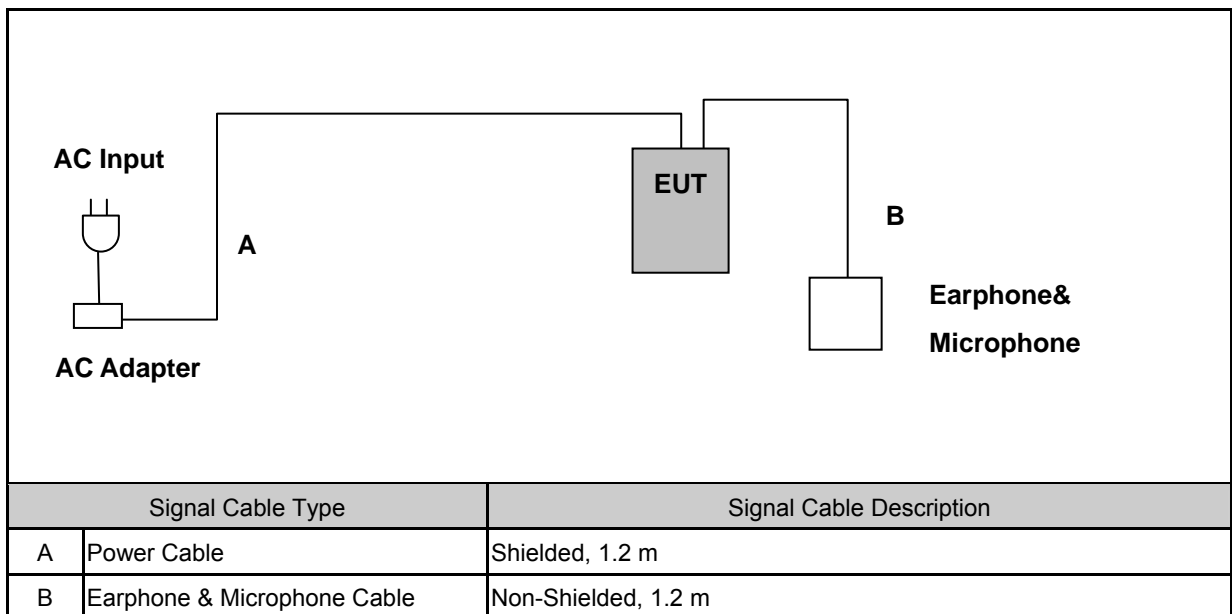 AC Input
EUT
A
B
Earphone&
Microphone
AC Adapter
Signal Cable Type Signal Cable Description
A Power Cable Shielded, 1.2 m
B Earphone & Microphone Cable Non-Shielded, 1.2 m